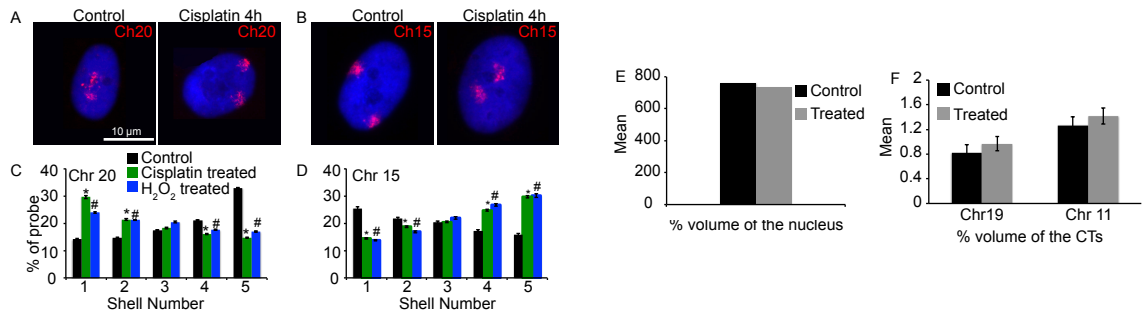 A
Control
Cisplatin 4h
Ch20
Ch20
10 µm
B
Control
Cisplatin 4h
Ch15
Ch15
C
Chr 20
Control
Cisplatin treated
H₂O₂ treated
% of probe
40
30
20
10
0
*
#
*
#
*
#
*
#
1 2 3 4 5
Shell Number
D
Chr 15
40
30
20
10
0
*
#
*
#
*
#
*
#
1 2 3 4 5
Shell Number
E
Mean
800
600
400
200
0
Control
Treated
% volume of the nucleus
F
Mean
2
1.6
1.2
0.8
0.4
0
Control
Treated
Chr19 Chr 11
% volume of the CTs